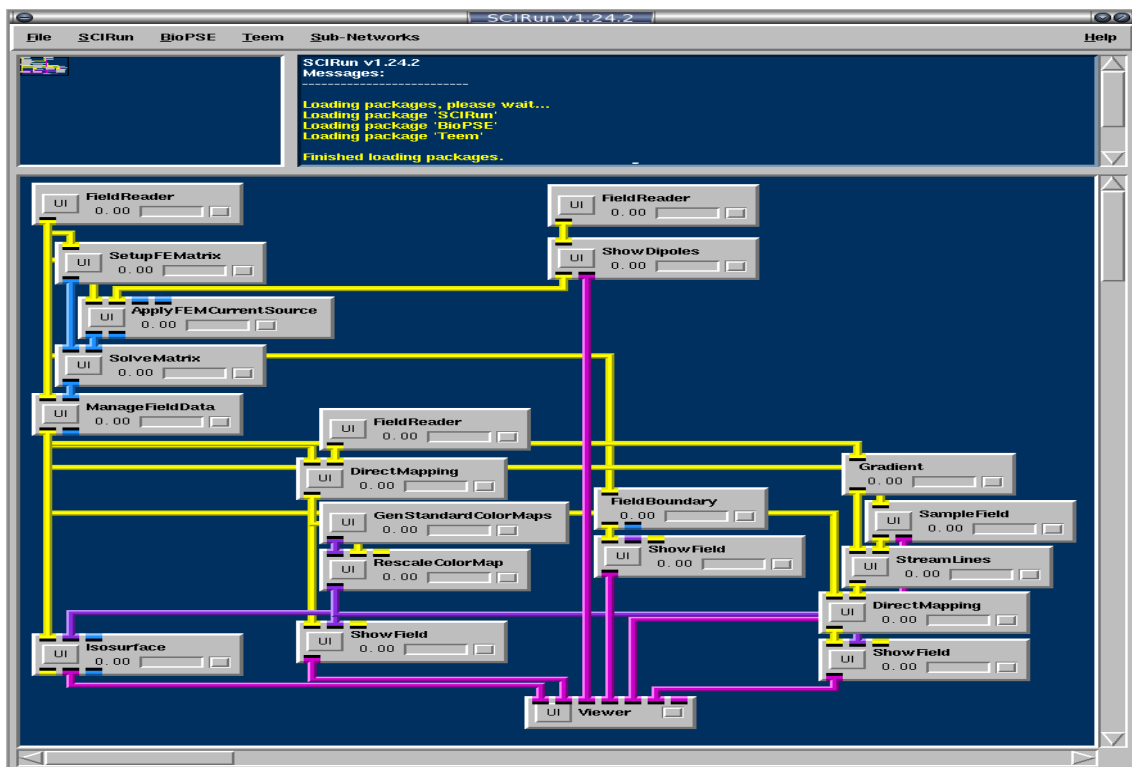 SCIRun v1.24.2
File SCIRun BioPSE Teem Sub-Networks Help
SCIRun v1.24.2
Messages:
--------------------------
Loading packages, please wait...
Loading package 'SCIRun'
Loading package 'BioPSE'
Loading package 'Teem'
Finished loading packages.
UI FieldReader 0.00
UI FieldReader 0.00
UI SetupFEMatrix 0.00
UI ShowDipoles 0.00
UI ApplyFEMCurrentSource 0.00
UI SolveMatrix 0.00
UI ManageFieldData 0.00
UI FieldReader 0.00
UI DirectMapping 0.00
Gradient 0.00
UI GenStandardColorMaps 0.00
FieldBoundary 0.00
UI SampleField 0.00
UI RescaleColorMap 0.00
UI ShowField 0.00
UI StreamLines 0.00
UI DirectMapping 0.00
UI Isosurface 0.00
UI ShowField 0.00
UI ShowField 0.00
UI Viewer